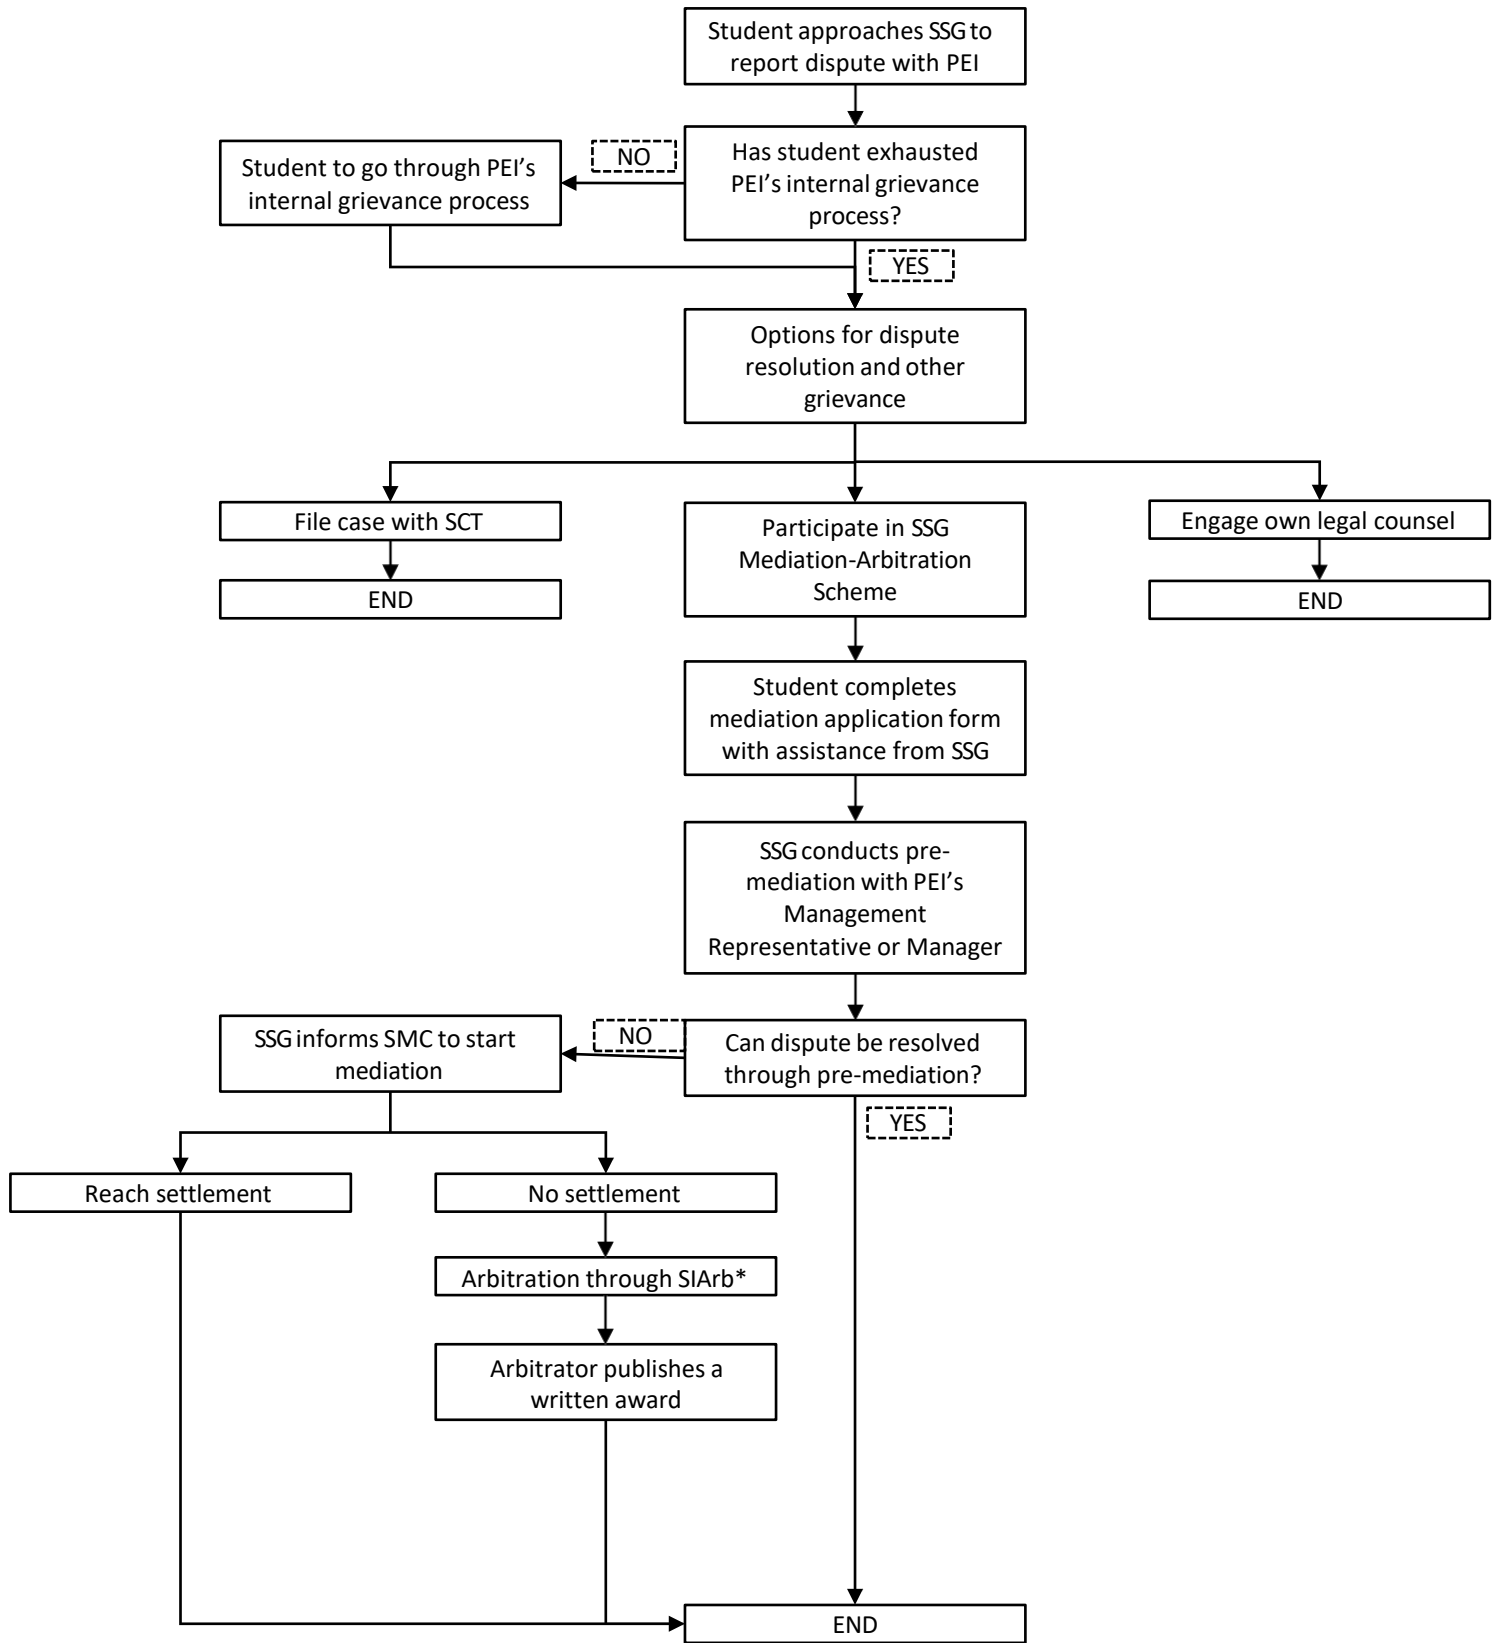 Student approaches SSG to
report dispute with PEI
Has student exhausted
PEI’s internal grievance
process?
NO
Student to go through PEI’s
internal grievance process
YES
Options for dispute
resolution and other
grievance
File case with SCT
END
Participate in SSG
Mediation-Arbitration
Scheme
Engage own legal counsel
END
Student completes
mediation application form
with assistance from SSG
SSG conducts pre-
mediation with PEI’s
Management
Representative or Manager
Can dispute be resolved
through pre-mediation?
NO
SSG informs SMC to start
mediation
YES
Reach settlement
No settlement
Arbitration through SIArb*
Arbitrator publishes a
written award
END